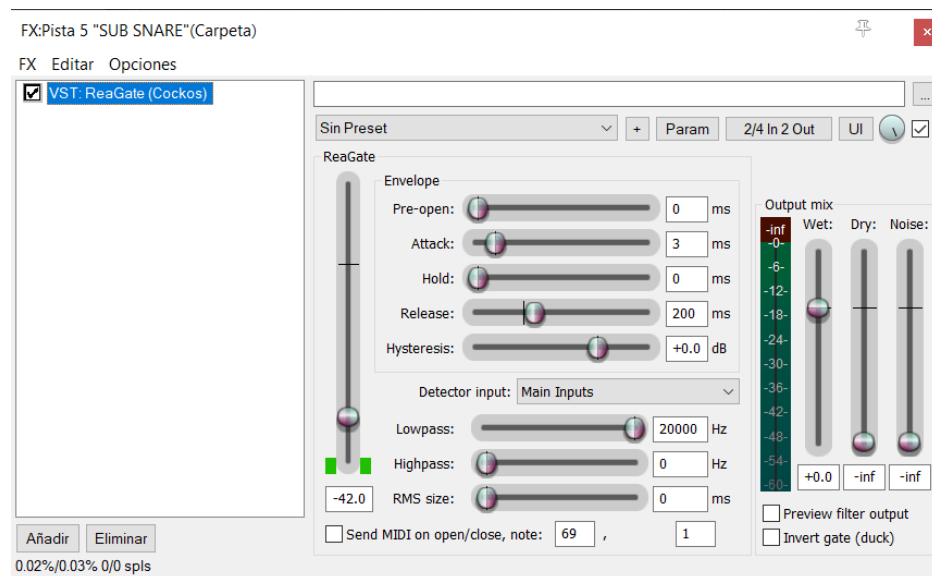 FX:Pista 5 "SUB SNARE"(Carpeta)
FX Editar Opciones
VST: ReaGate (Cockos)
...
Sin Preset + Param 2/4 In 2 Out UI
ReaGate
Envelope
Pre-open: 0 ms
Attack: 3 ms
Hold: 0 ms
Release: 200 ms
Hysteresis: +0.0 dB
Detector input: Main Inputs
Lowpass: 20000 Hz
Highpass: 0 Hz
-42.0 RMS size: 0 ms
Send MIDI on open/close, note: 69 , 1
Output mix
Wet: Dry: Noise:
-inf
-0-
-6-
-12-
-18-
-24-
-30-
-36-
-42-
-48-
-54-
-60-
+0.0 -inf -inf
Preview filter output
Invert gate (duck)
Añadir Eliminar
0.02%/0.03% 0/0 spls